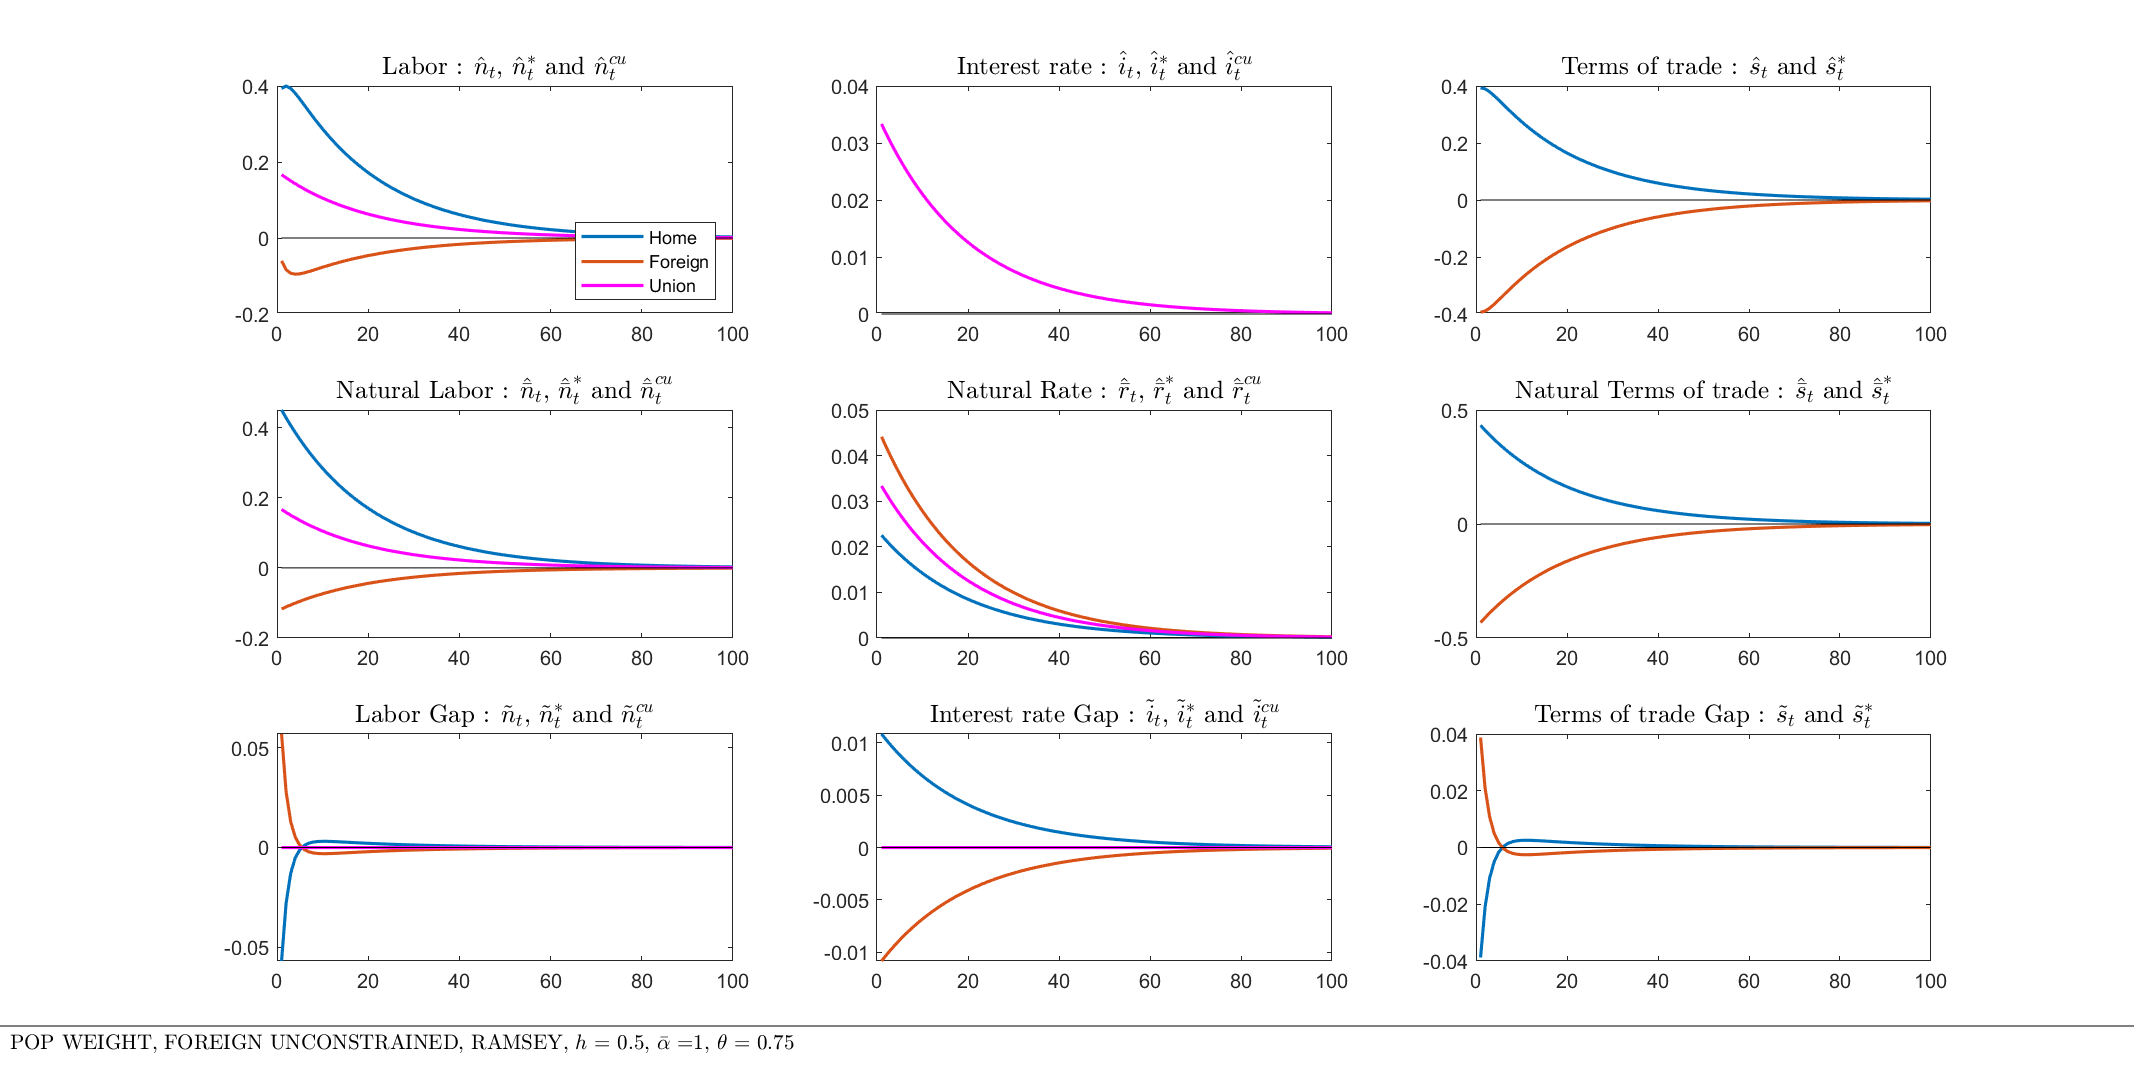 Labor : n̂ₜ, n̂ₜ* and n̂ₜᶜᵘ
0.4
0.2
0
-0.2
0 20 40 60 80 100
Home
Foreign
Union
Interest rate : îₜ, îₜ* and îₜᶜᵘ
0.04
0.03
0.02
0.01
0
0 20 40 60 80 100
Terms of trade : ŝₜ and ŝₜ*
0.4
0.2
0
-0.2
-0.4
0 20 40 60 80 100
Natural Labor : n̄̂ₜ, n̄̂ₜ* and n̄̂ₜᶜᵘ
0.4
0.2
0
-0.2
0 20 40 60 80 100
Natural Rate : r̄̂ₜ, r̄̂ₜ* and r̄̂ₜᶜᵘ
0.05
0.04
0.03
0.02
0.01
0
0 20 40 60 80 100
Natural Terms of trade : s̄̂ₜ and s̄̂ₜ*
0.5
0
-0.5
0 20 40 60 80 100
Labor Gap : ñₜ, ñₜ* and ñₜᶜᵘ
0.05
0
-0.05
0 20 40 60 80 100
Interest rate Gap : ĩₜ, ĩₜ* and ĩₜᶜᵘ
0.01
0.005
0
-0.005
-0.01
0 20 40 60 80 100
Terms of trade Gap : s̃ₜ and s̃ₜ*
0.04
0.02
0
-0.02
-0.04
0 20 40 60 80 100
POP WEIGHT, FOREIGN UNCONSTRAINED, RAMSEY, h = 0.5, ᾱ =1, θ = 0.75